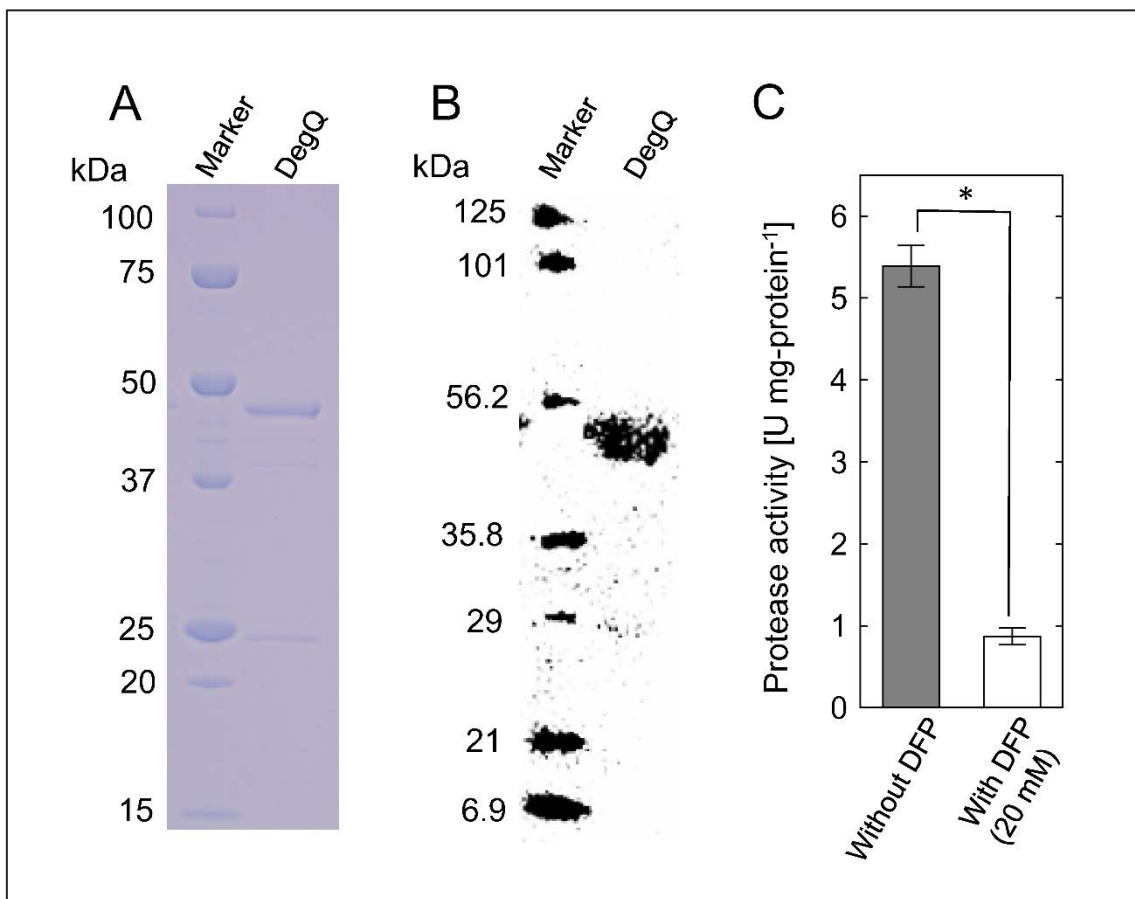 A
Marker
DegQ
kDa
100
75
50
37
25
20
15
B
Marker
DegQ
kDa
125
101
56.2
35.8
29
21
6.9
C
Protease activity [U mg-protein-1]
6
5
4
3
2
1
0
*
Without DFP
With DFP
(20 mM)